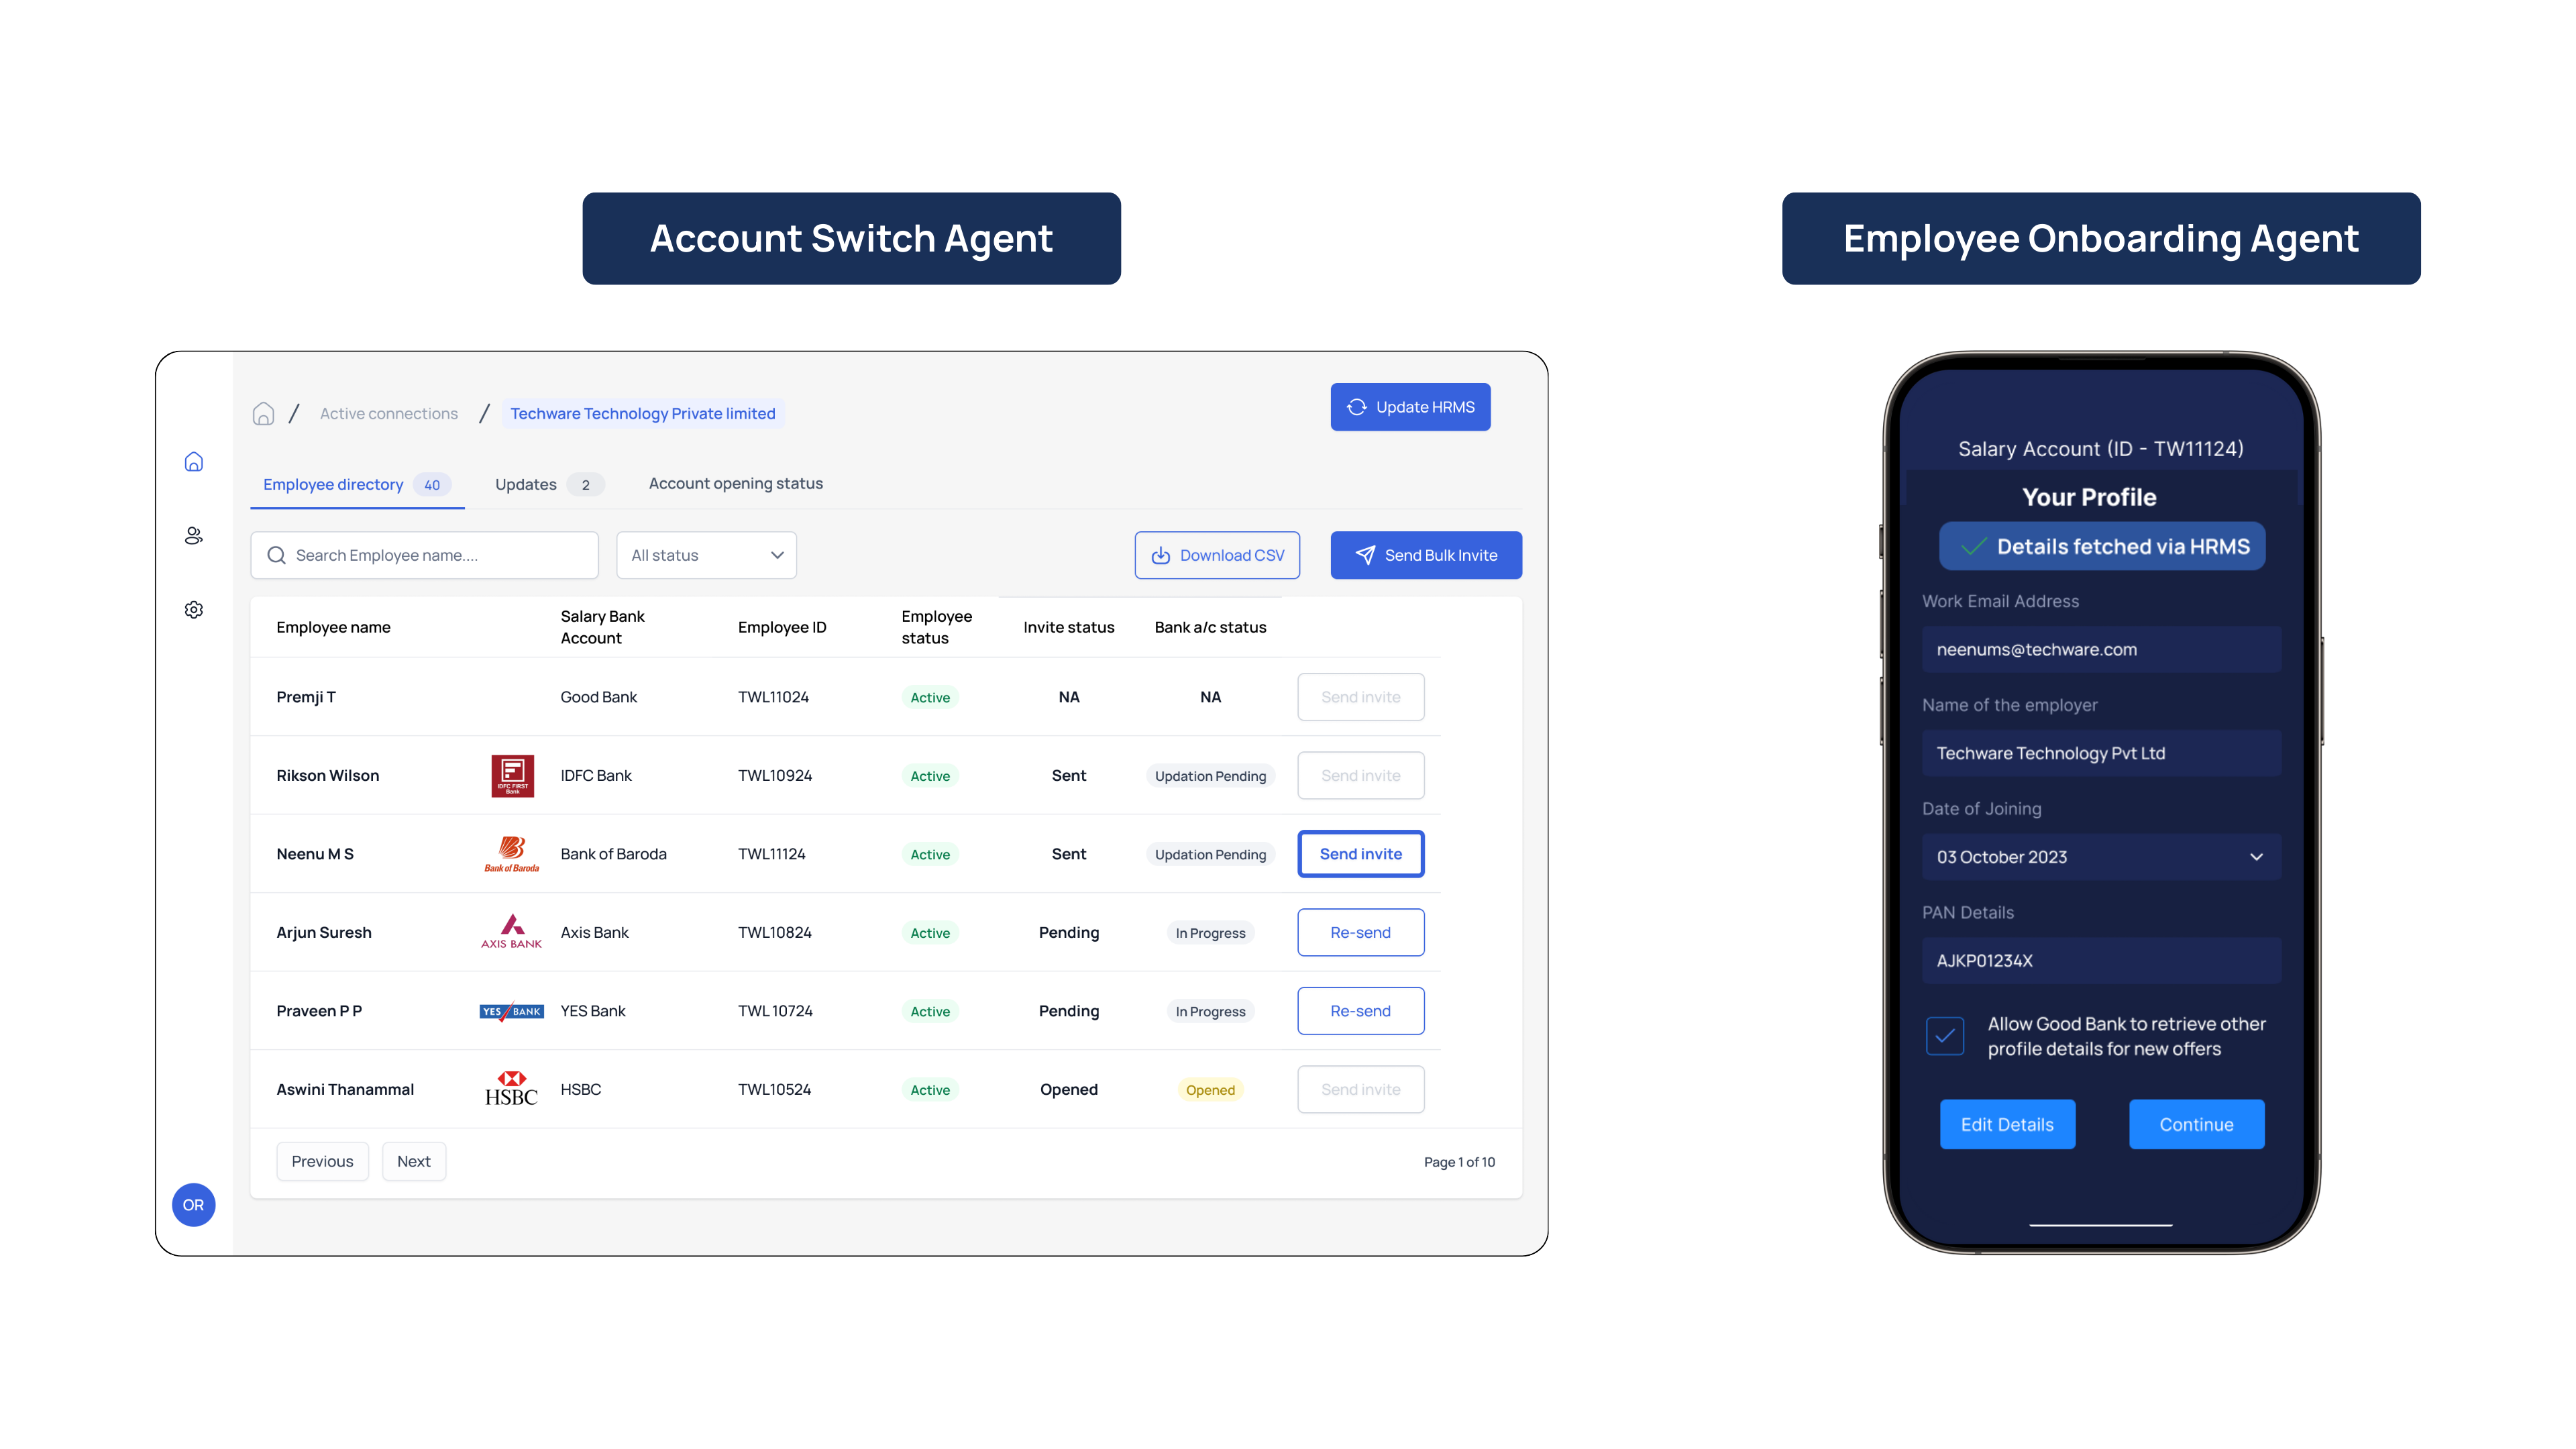 Account Switch Agent
Employee Onboarding Agent
/ Active connections / Techware Technology Private limited
Update HRMS
Employee directory 40 Updates 2 Account opening status
Search Employee name.... All status Download CSV Send Bulk Invite
Employee name Salary Bank Account Employee ID Employee status Invite status Bank a/c status
Premji T Good Bank TWL11024 Active NA NA Send invite
IDFC FIRST
Bank
Rikson Wilson IDFC Bank TWL10924 Active Sent Updation Pending Send invite
Bank of Baroda
Neenu M S Bank of Baroda TWL11124 Active Sent Updation Pending Send invite
AXIS BANK
Arjun Suresh Axis Bank TWL10824 Active Pending In Progress Re-send
YES BANK
Praveen P P YES Bank TWL 10724 Active Pending In Progress Re-send
HSBC
Aswini Thanammal HSBC TWL10524 Active Opened Opened Send invite
Previous Next Page 1 of 10
OR
Salary Account (ID - TW11124)
Your Profile
Details fetched via HRMS
Work Email Address
neenums@techware.com
Name of the employer
Techware Technology Pvt Ltd
Date of Joining
03 October 2023
PAN Details
AJKP01234X
Allow Good Bank to retrieve other
profile details for new offers
Edit Details Continue